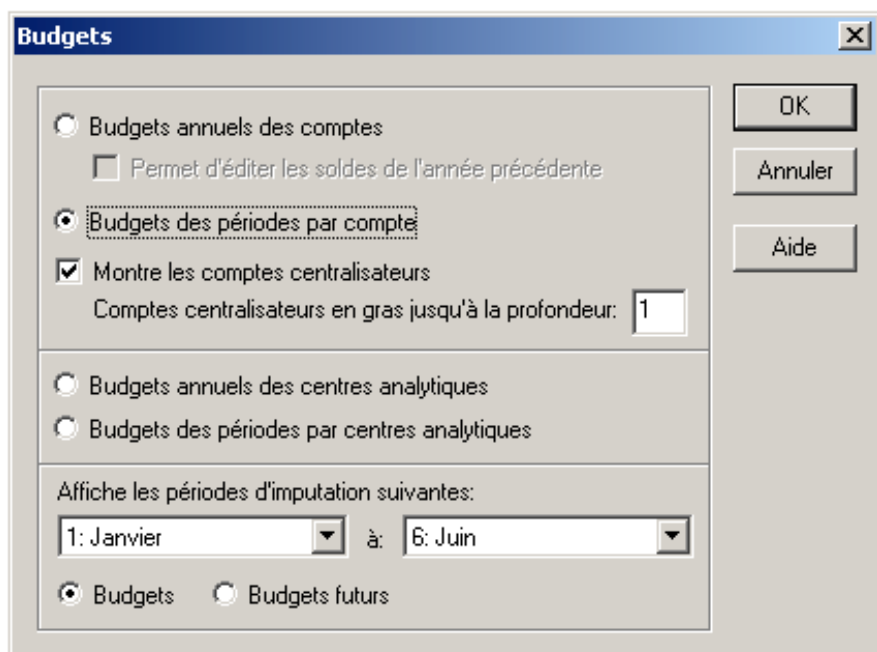 Budgets
Budgets annuels des comptes
Permet d'éditer les soldes de l'année précédente
Budgets des périodes par compte
Montre les comptes centralisateurs
Comptes centralisateurs en gras jusqu'à la profondeur: 1
Budgets annuels des centres analytiques
Budgets des périodes par centres analytiques
Affiche les périodes d'imputation suivantes:
1: Janvier à: 6: Juin
Budgets Budgets futurs
OK
Annuler
Aide